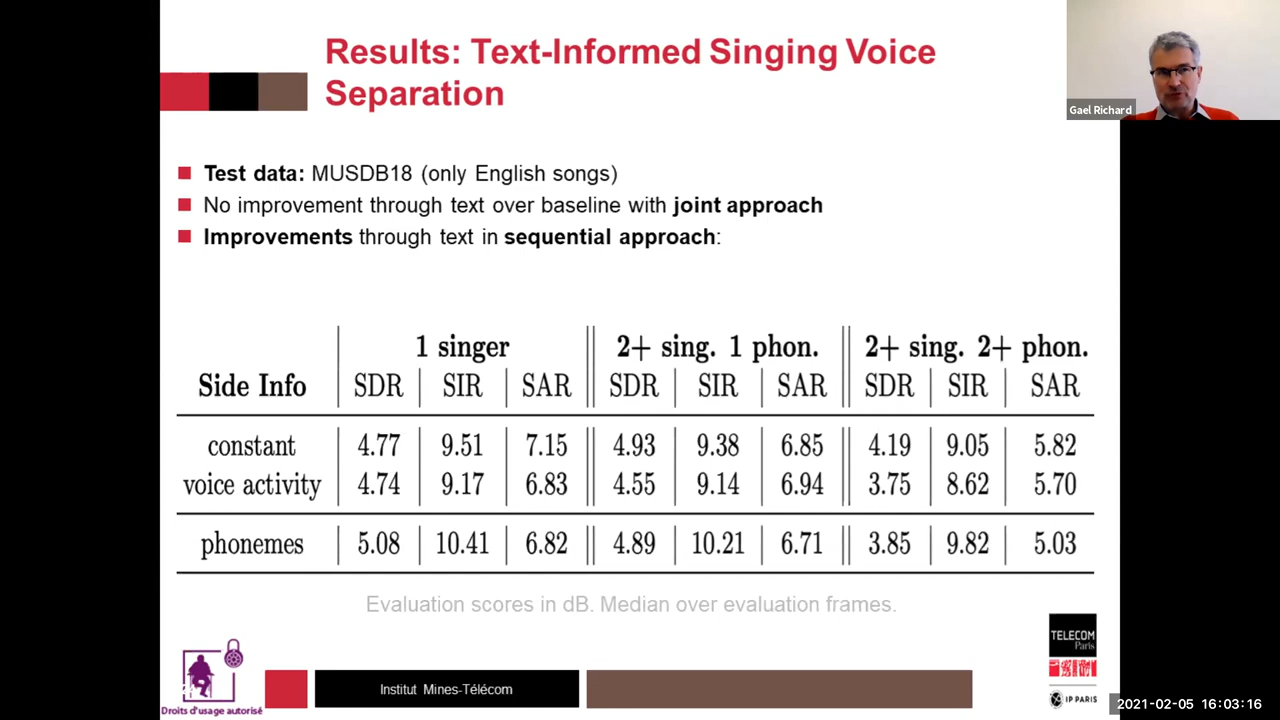 Results: Text-Informed Singing Voice
Separation
Gael Richard
Test data: MUSDB18 (only English songs)
No improvement through text over baseline with joint approach
Improvements through text in sequential approach:
1 singer 2+ sing. 1 phon. 2+ sing. 2+ phon.
Side Info SDR SIR SAR SDR SIR SAR SDR SIR SAR
constant 4.77 9.51 7.15 4.93 9.38 6.85 4.19 9.05 5.82
voice activity 4.74 9.17 6.83 4.55 9.14 6.94 3.75 8.62 5.70
phonemes 5.08 10.41 6.82 4.89 10.21 6.71 3.85 9.82 5.03
Evaluation scores in dB. Median over evaluation frames.
TELECOM
Paris
IP PARIS
Institut Mines-Télécom
Droits d'usage autorisé
2021-02-05 16:03:16